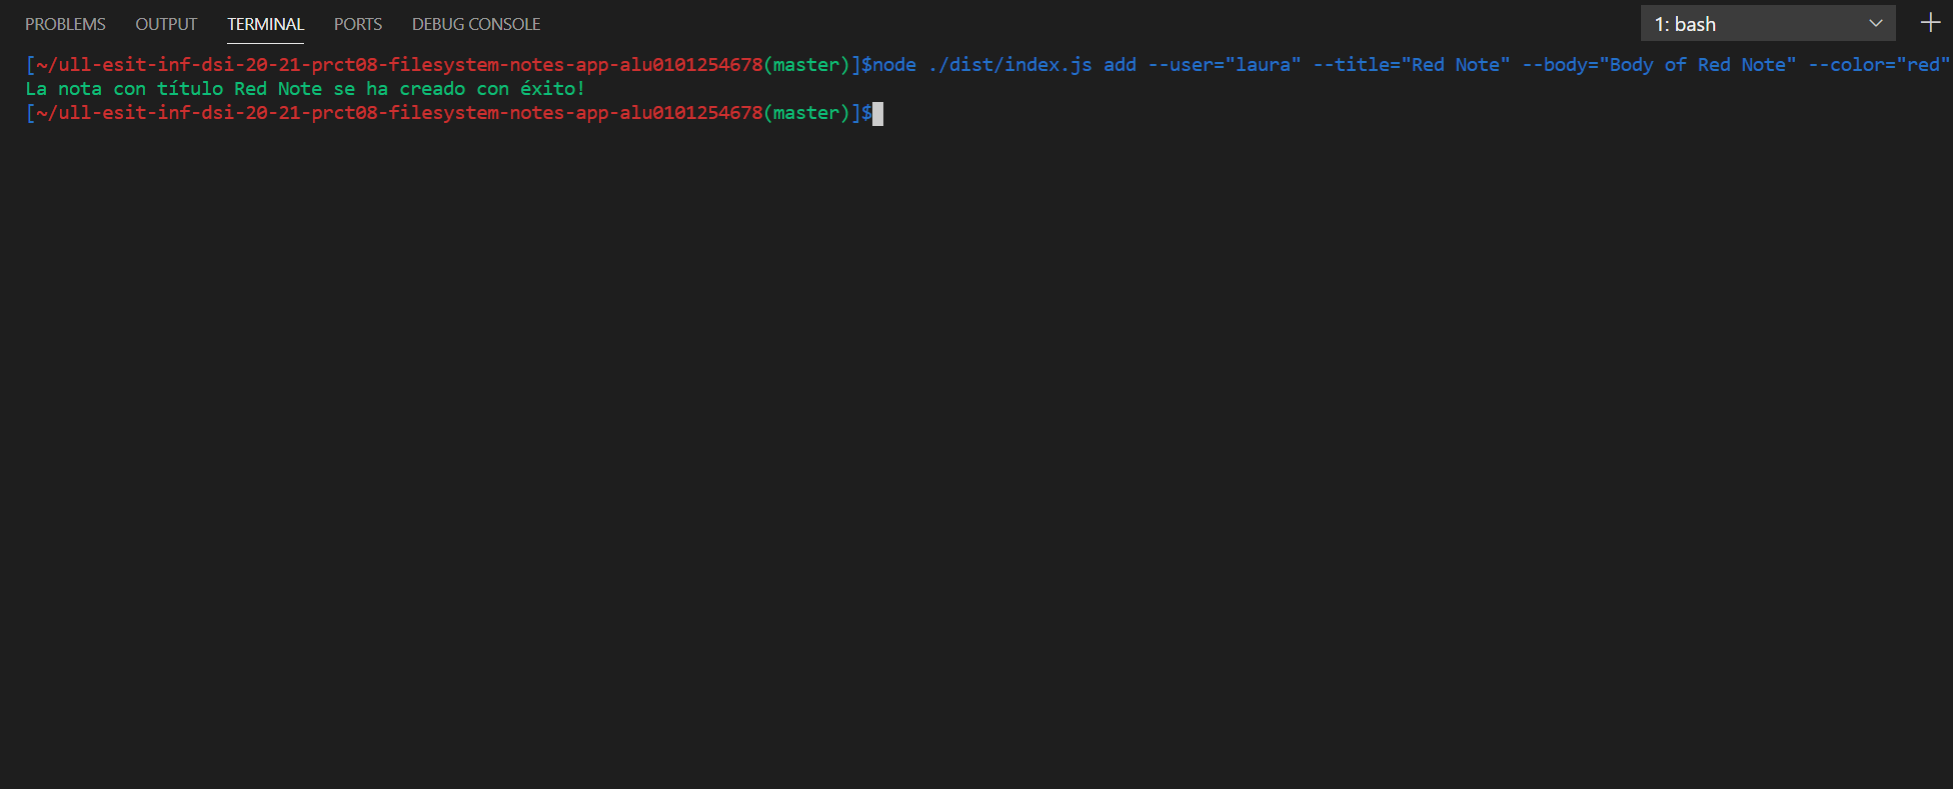 PROBLEMS OUTPUT TERMINAL PORTS DEBUG CONSOLE 1: bash
[~/ull-esit-inf-dsi-20-21-prct08-filesystem-notes-app-alu0101254678(master)]$node ./dist/index.js add --user="laura" --title="Red Note" --body="Body of Red Note" --color="red"
La nota con título Red Note se ha creado con éxito!
[~/ull-esit-inf-dsi-20-21-prct08-filesystem-notes-app-alu0101254678(master)]$